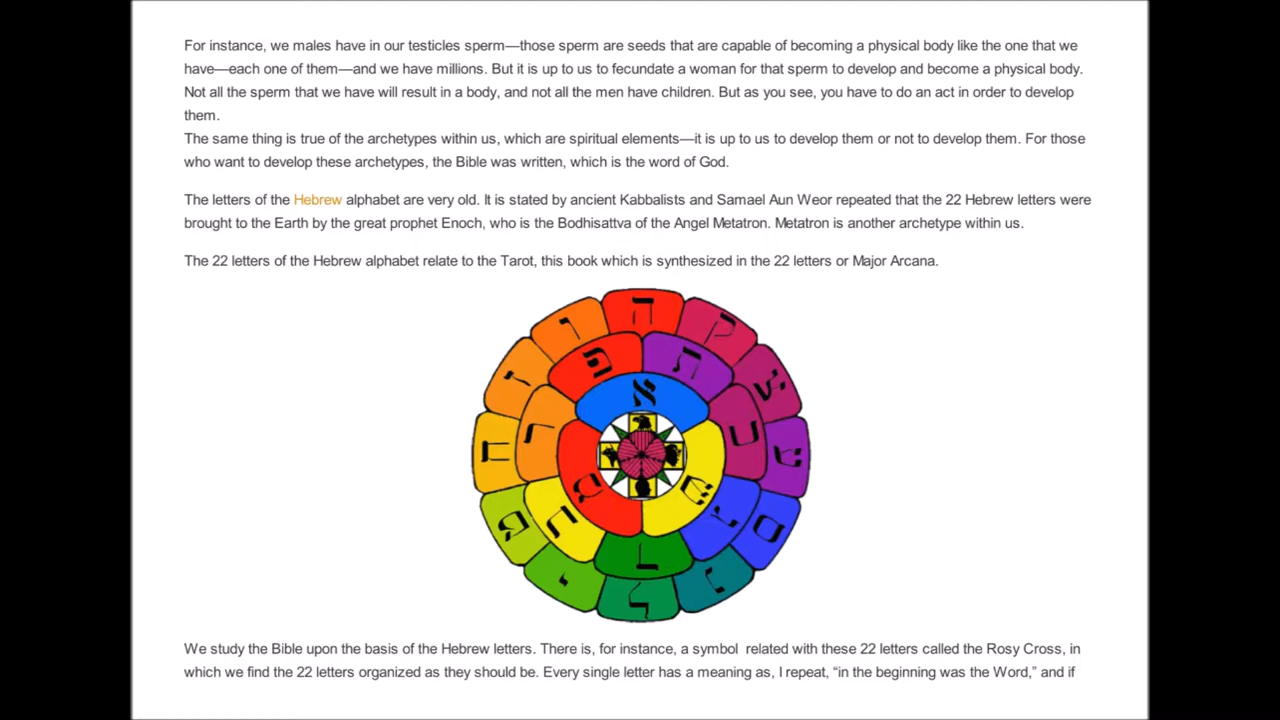 For instance, we males have in our testicles sperm—those sperm are seeds that are capable of becoming a physical body like the one that we
have—each one of them—and we have millions. But it is up to us to fecundate a woman for that sperm to develop and become a physical body.
Not all the sperm that we have will result in a body, and not all the men have children. But as you see, you have to do an act in order to develop
them.
The same thing is true of the archetypes within us, which are spiritual elements—it is up to us to develop them or not to develop them. For those
who want to develop these archetypes, the Bible was written, which is the word of God.
The letters of the Hebrew alphabet are very old. It is stated by ancient Kabbalists and Samael Aun Weor repeated that the 22 Hebrew letters were
brought to the Earth by the great prophet Enoch, who is the Bodhisattva of the Angel Metatron. Metatron is another archetype within us.
The 22 letters of the Hebrew alphabet relate to the Tarot, this book which is synthesized in the 22 letters or Major Arcana.
ה
ק
צ
ע
ס
נ
ל
י
ט
ח
ז
ו
פ
ת
כ
ג
ד
ב
ר
א
ש
מ
We study the Bible upon the basis of the Hebrew letters. There is, for instance, a symbol related with these 22 letters called the Rosy Cross, in
which we find the 22 letters organized as they should be. Every single letter has a meaning as, I repeat, “in the beginning was the Word,” and if